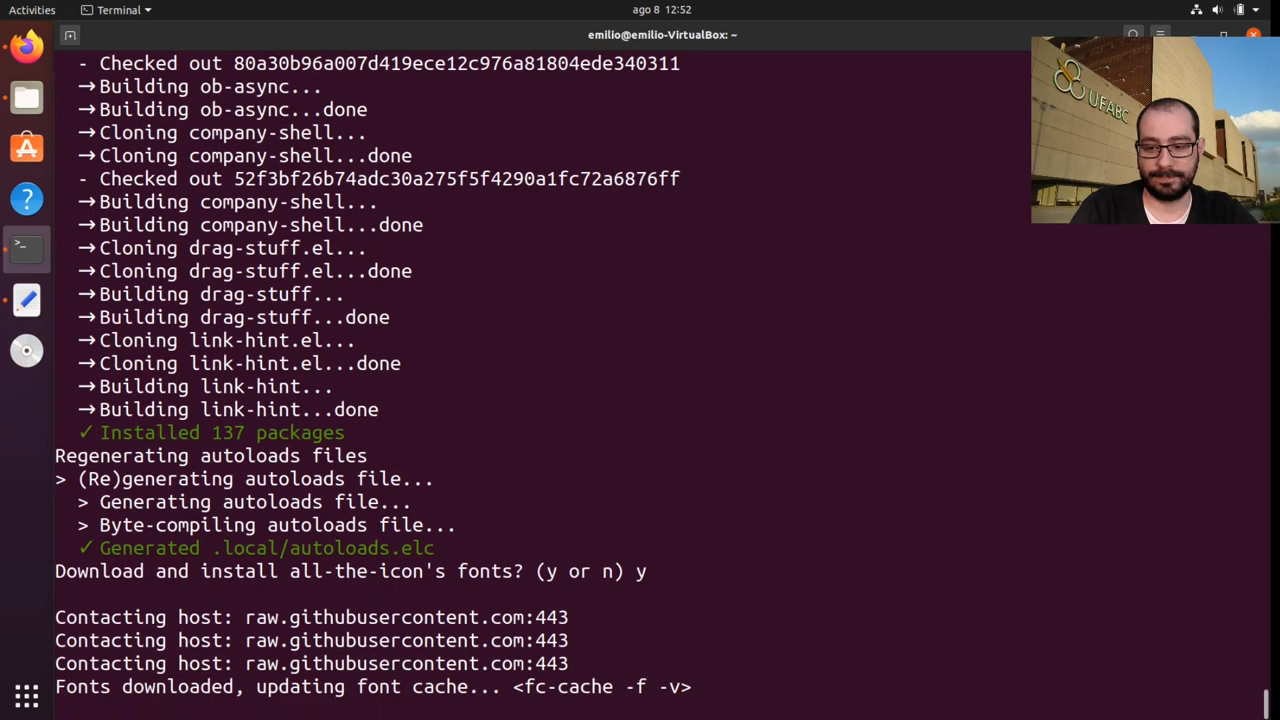 Activities
Terminal
ago 8 12:52
emilio@emilio-VirtualBox: ~
- Checked out 80a30b96a007d419ece12c976a81804ede340311
→Building ob-async...
→Building ob-async...done
→Cloning company-shell...
→Cloning company-shell...done
- Checked out 52f3bf26b74adc30a275f5f4290a1fc72a6876ff
→Building company-shell...
→Building company-shell...done
→Cloning drag-stuff.el...
→Cloning drag-stuff.el...done
→Building drag-stuff...
→Building drag-stuff...done
→Cloning link-hint.el...
→Cloning link-hint.el...done
→Building link-hint...
→Building link-hint...done
✓ Installed 137 packages
Regenerating autoloads files
> (Re)generating autoloads file...
> Generating autoloads file...
> Byte-compiling autoloads file...
✓ Generated .local/autoloads.elc
Download and install all-the-icon's fonts? (y or n) y
Contacting host: raw.githubusercontent.com:443
Contacting host: raw.githubusercontent.com:443
Contacting host: raw.githubusercontent.com:443
Fonts downloaded, updating font cache... <fc-cache -f -v>
UFABC